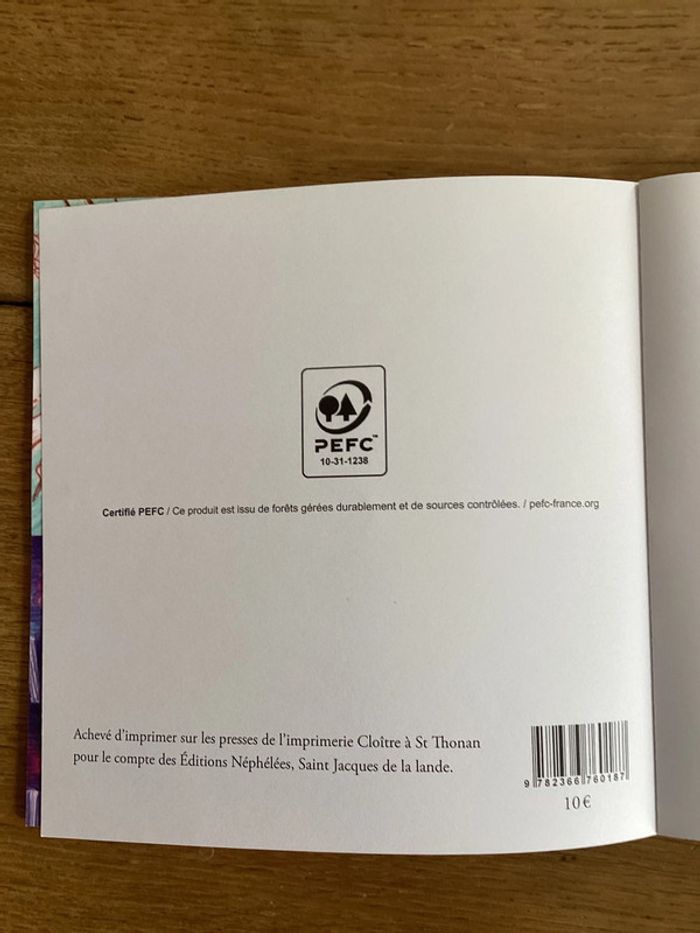 PEFC™
10-31-1238
Certifié PEFC / Ce produit est issu de forêts gérées durablement et de sources contrôlées. / pefc-france.org
Achevé d'imprimer sur les presses de l'imprimerie Cloître à St Thonan
pour le compte des Éditions Néphélées, Saint Jacques de la lande.
9 782366 760187
10 €